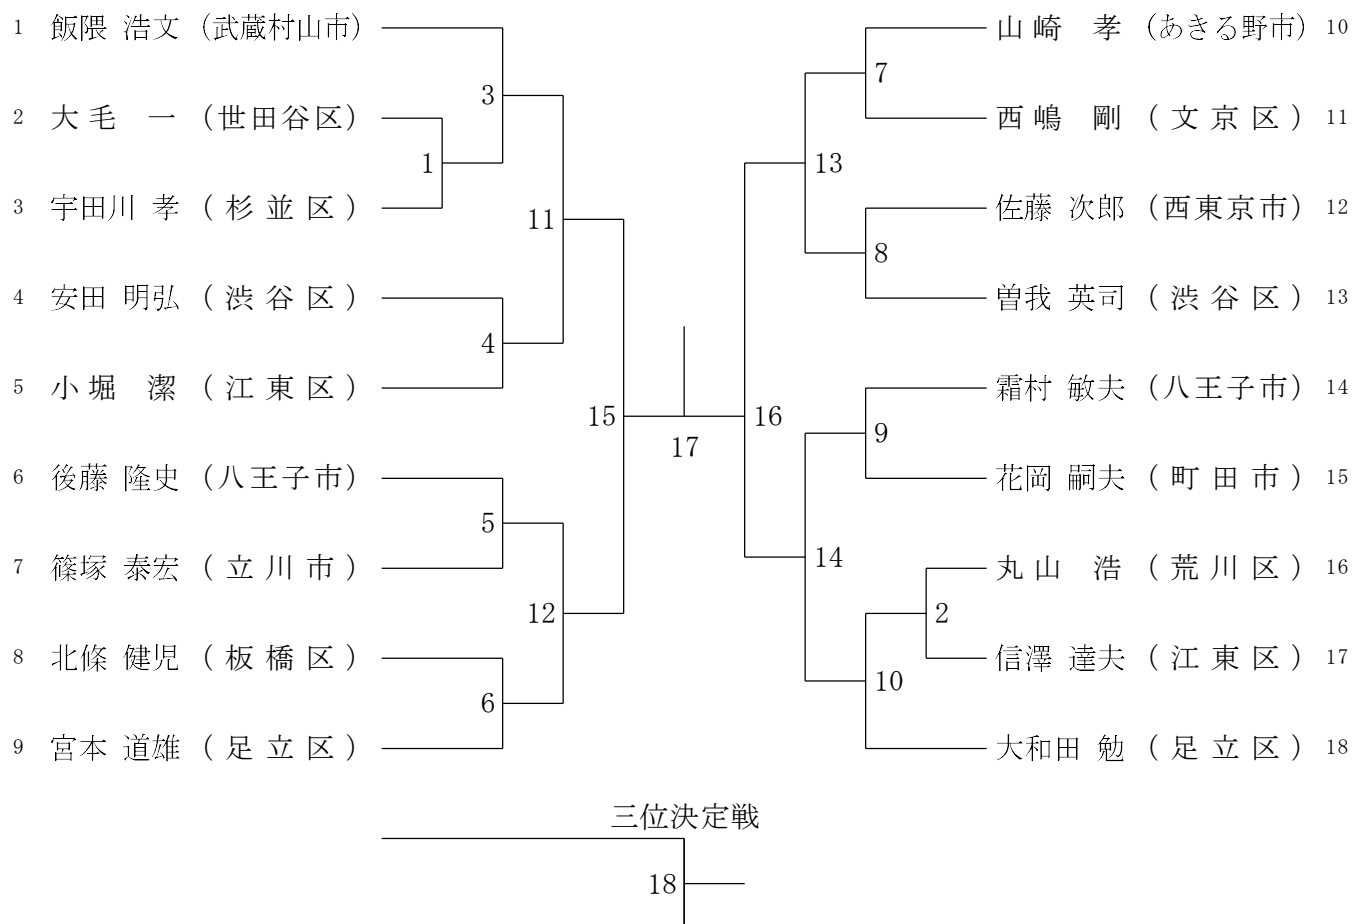 1 飯隈 浩文 (武蔵村山市)
3
2 大毛 一 (世田谷区)
1
3 宇田川 孝 (杉並区)
11
4 安田 明弘 (渋谷区)
4
5 小堀 潔 (江東区)
15
6 後藤 隆史 (八王子市)
5
7 篠塚 泰宏 (立川市)
12
8 北條 健児 (板橋区)
6
9 宮本 道雄 (足立区)
17
山崎 孝 (あきる野市) 10
7
西嶋 剛 (文京区) 11
13
佐藤 次郎 (西東京市) 12
8
曽我 英司 (渋谷区) 13
16
霜村 敏夫 (八王子市) 14
9
花岡 嗣夫 (町田市) 15
14
丸山 浩 (荒川区) 16
2
信澤 達夫 (江東区) 17
10
大和田 勉 (足立区) 18
三位決定戦
18